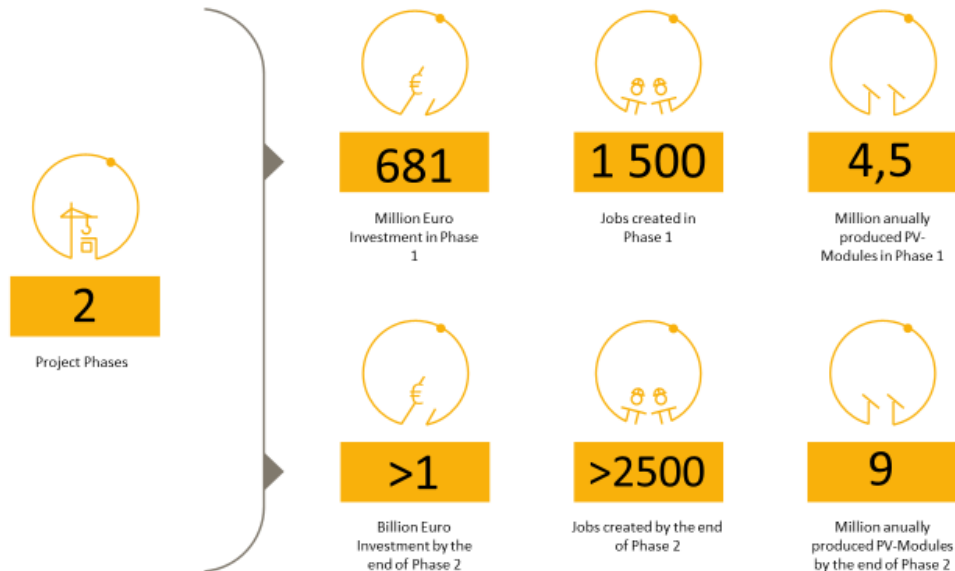 2
Project Phases
681
Million Euro
Investment in Phase
1
1 500
Jobs created in
Phase 1
4,5
Million anually
produced PV-
Modules in Phase 1
>1
Billion Euro
Investment by the
end of Phase 2
>2500
Jobs created by the end
of Phase 2
9
Million anually
produced PV-Modules
by the end of Phase 2